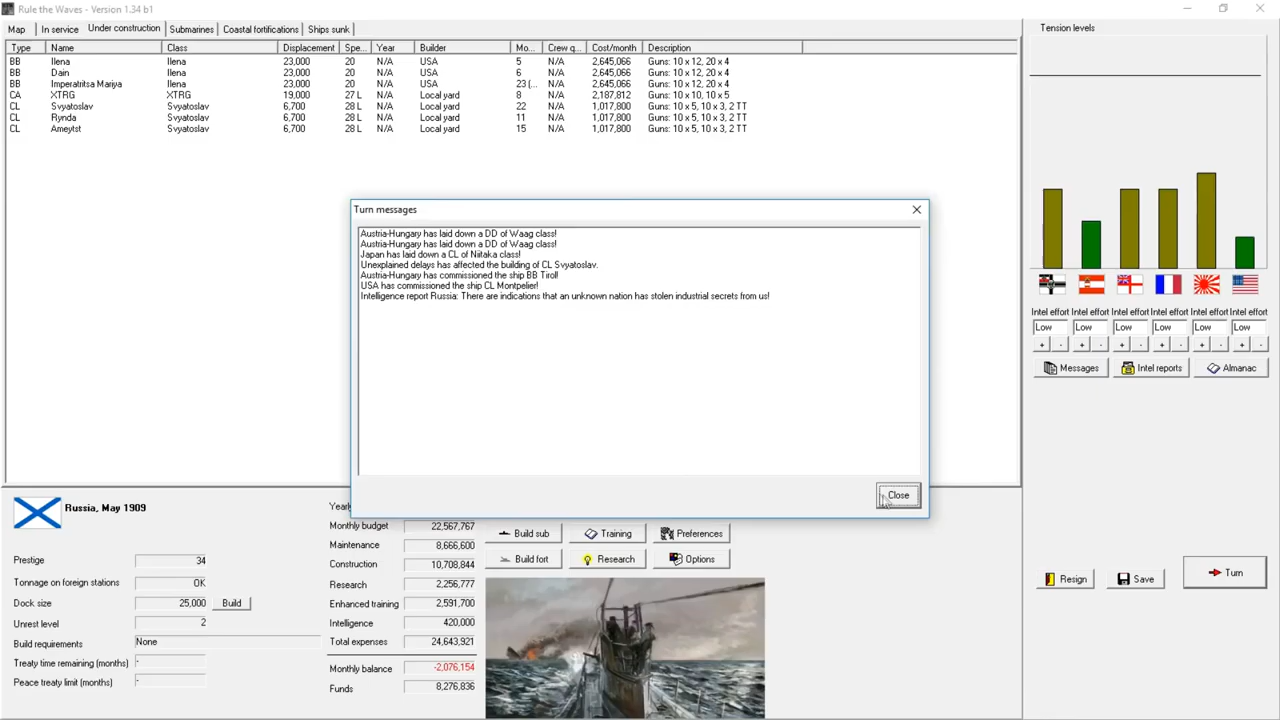 Rule the Waves - Version 1.34 b1
Map In service Under construction Submarines Coastal fortifications Ships sunk
Type Name Class Displacement Spe... Year Builder Mo... Crew q... Cost/month Description
BB Ilena Ilena 23,000 20 N/A USA 5 N/A 2,645,066 Guns: 10 x 12, 20 x 4
BB Dain Ilena 23,000 20 N/A USA 6 N/A 2,645,066 Guns: 10 x 12, 20 x 4
BB Imperatritsa Mariya Ilena 23,000 20 N/A USA 23 (... N/A 2,645,066 Guns: 10 x 12, 20 x 4
CA XTRG XTRG 19,000 27 L N/A Local yard 8 N/A 2,187,812 Guns: 10 x 10, 10 x 5
CL Svyatoslav Svyatoslav 6,700 28 L N/A Local yard 22 N/A 1,017,800 Guns: 10 x 5, 10 x 3, 2 TT
CL Rynda Svyatoslav 6,700 28 L N/A Local yard 11 N/A 1,017,800 Guns: 10 x 5, 10 x 3, 2 TT
CL Ameytst Svyatoslav 6,700 28 L N/A Local yard 15 N/A 1,017,800 Guns: 10 x 5, 10 x 3, 2 TT
Turn messages
Austria-Hungary has laid down a DD of Waag class!
Austria-Hungary has laid down a DD of Waag class!
Japan has laid down a CL of Niitaka class!
Unexplained delays has affected the building of CL Svyatoslav.
Austria-Hungary has commissioned the ship BB Tirol!
USA has commissioned the ship CL Montpelier!
Intelligence report Russia: There are indications that an unknown nation has stolen industrial secrets from us!
Close
Tension levels
Intel effort Intel effort Intel effort Intel effort Intel effort Intel effort
Low Low Low Low Low Low
+ - + - + - + - + - + -
Messages Intel reports Almanac
Russia, May 1909
Prestige 34
Tonnage on foreign stations OK
Dock size 25,000 Build
Unrest level 2
Build requirements None
Treaty time remaining (months) -
Peace treaty limit (months) -
Yearly
Monthly budget 22,567,767
Maintenance 8,666,600
Construction 10,708,844
Research 2,256,777
Enhanced training 2,591,700
Intelligence 420,000
Total expenses 24,643,921
Monthly balance -2,076,154
Funds 8,276,836
Build sub Training Preferences
Build fort Research Options
Resign Save Turn